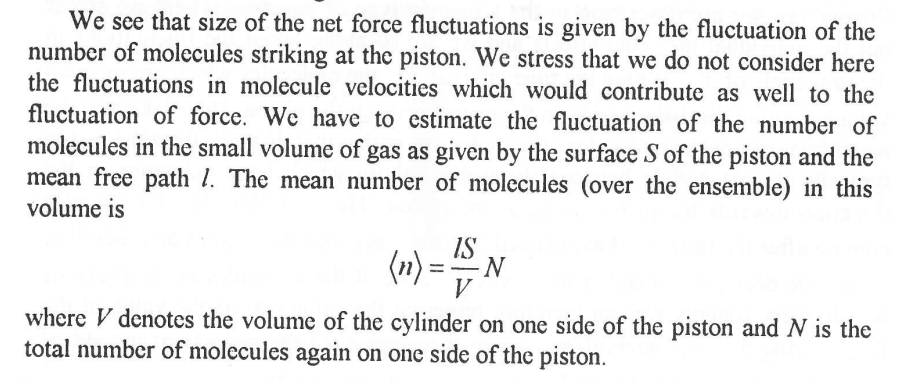 We see that size of the net force fluctuations is given by the fluctuation of the
number of molecules striking at the piston. We stress that we do not consider here
the fluctuations in molecule velocities which would contribute as well to the
fluctuation of force. We have to estimate the fluctuation of the number of
molecules in the small volume of gas as given by the surface S of the piston and the
mean free path l. The mean number of molecules (over the ensemble) in this
volume is
⟨n⟩ = lS/V N
where V denotes the volume of the cylinder on one side of the piston and N is the
total number of molecules again on one side of the piston.